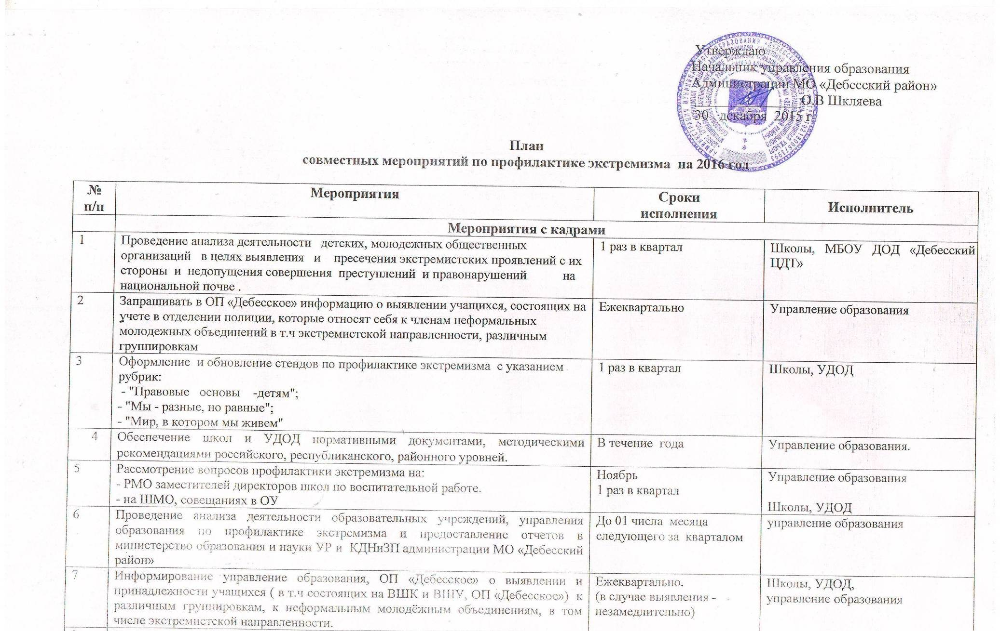 Утверждаю
Начальник управления образования
Администрации МО «Дебесский район»
О.В Шкляева
30 декабря 2015 г
План
совместных мероприятий по профилактике экстремизма на 2016 год
№
п/п
Мероприятия
Сроки
исполнения
Исполнитель
Мероприятия с кадрами
1
Проведение анализа деятельности детских, молодежных общественных
организаций в целях выявления и пресечения экстремистских проявлений с их
стороны и недопущения совершения преступлений и правонарушений на
национальной почве .
1 раз в квартал
Школы, МБОУ ДОД «Дебесский
ЦДТ»
2
Запрашивать в ОП «Дебесское» информацию о выявлении учащихся, состоящих на
учете в отделении полиции, которые относят себя к членам неформальных
молодежных объединений в т.ч экстремистской направленности, различным
группировкам
Ежеквартально
Управление образования
3
Оформление и обновление стендов по профилактике экстремизма с указанием
рубрик:
- "Правовые основы -детям";
- "Мы - разные, но равные";
- "Мир, в котором мы живем"
1 раз в квартал
Школы, УДОД
4
Обеспечение школ и УДОД нормативными документами, методическими
рекомендациями российского, республиканского, районного уровней.
В течение года
Управление образования.
5
Рассмотрение вопросов профилактики экстремизма на:
- РМО заместителей директоров школ по воспитательной работе.
- на ШМО, совещаниях в ОУ
Ноябрь
1 раз в квартал
Управление образования
Школы, УДОД
6
Проведение анализа деятельности образовательных учреждений, управления
образования по профилактике экстремизма и предоставление отчетов в
министерство образования и науки УР и КДНиЗП администрации МО «Дебесский
район»
До 01 числа месяца
следующего за кварталом
управление образования
7
Информирование управление образования, ОП «Дебесское» о выявлении и
принадлежности учащихся ( в т.ч состоящих на ВШК и ВШУ, ОП «Дебесское») к
различным группировкам, к неформальным молодёжным объединениям, в том
числе экстремистской направленности.
Ежеквартально.
(в случае выявления -
незамедлительно)
Школы, УДОД,
управление образования